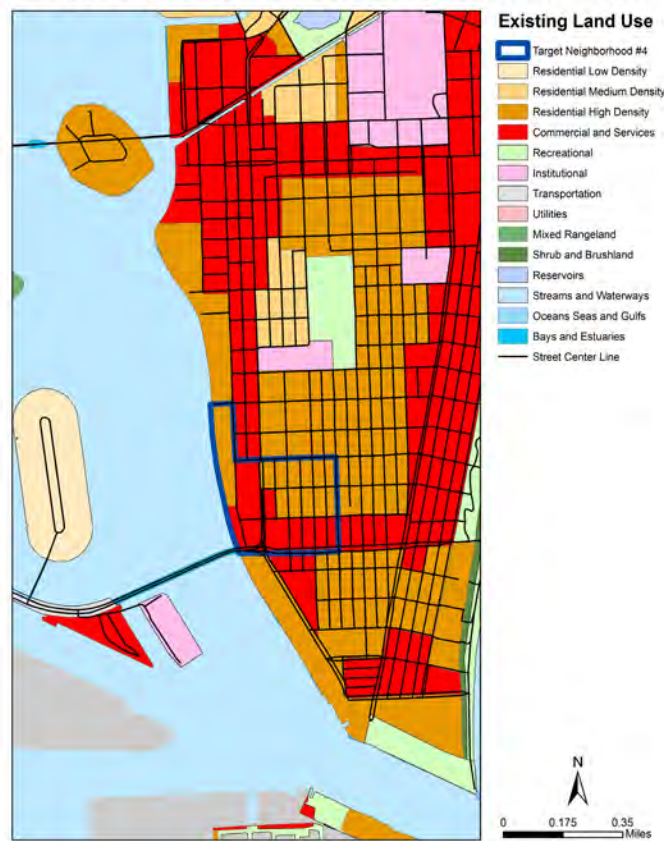 Existing Land Use
Target Neighborhood #4
Residential Low Density
Residential Medium Density
Residential High Density
Commercial and Services
Recreational
Institutional
Transportation
Utilities
Mixed Rangeland
Shrub and Brushland
Reservoirs
Streams and Waterways
Oceans Seas and Gulfs
Bays and Estuaries
Street Center Line
N
0 0.175 0.35
Miles